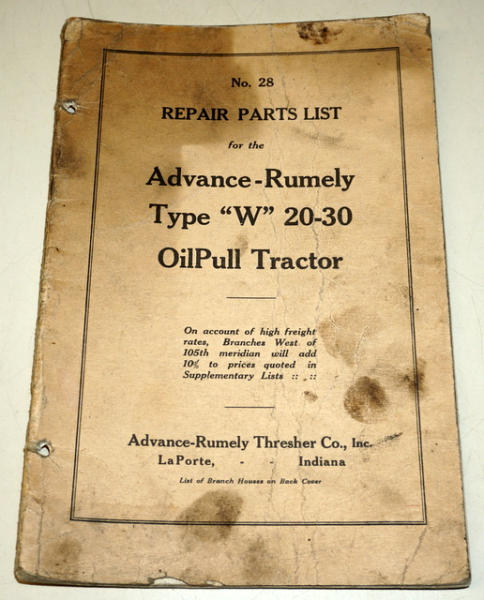 No. 28
REPAIR PARTS LIST
for the
Advance-Rumely
Type "W" 20-30
OilPull Tractor
On account of high freight
rates, Branches West of
105th meridian will add
10% to prices quoted in
Supplementary Lists :: ::
Advance-Rumely Thresher Co., Inc.
LaPorte, - - Indiana
List of Branch Houses on Back Cover